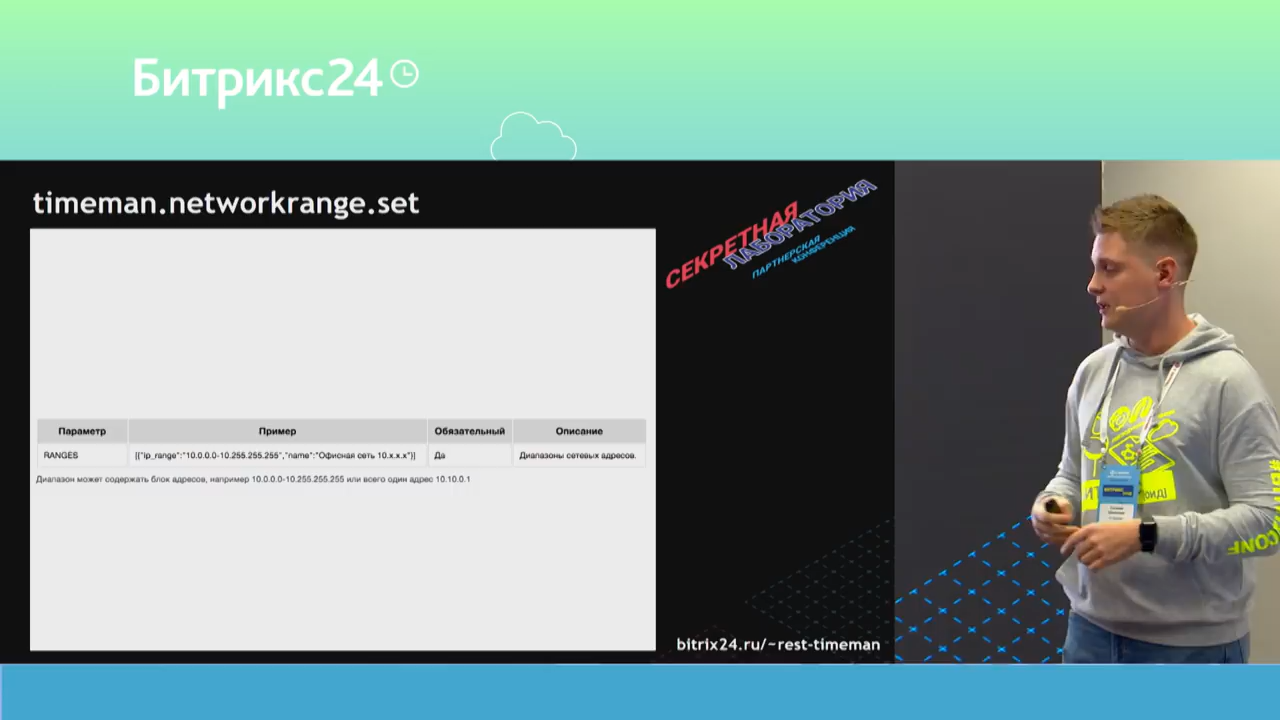 Битрикс24
timeman.networkrange.set
СЕКРЕТНАЯ
ЛАБОРАТОРИЯ
ПАРТНЕРСКАЯ
КОНФЕРЕНЦИЯ
Параметр Пример Обязательный Описание
RANGES [{"ip_range":"10.0.0.0-10.255.255.255","name":"Офисная сеть 10.x.x.x"}] Да Диапазоны сетевых адресов.
Диапазон может содержать блок адресов, например 10.0.0.0-10.255.255.255 или всего один адрес 10.10.0.1
bitrix24.ru/~rest-timeman
БИТРИКС
CONF